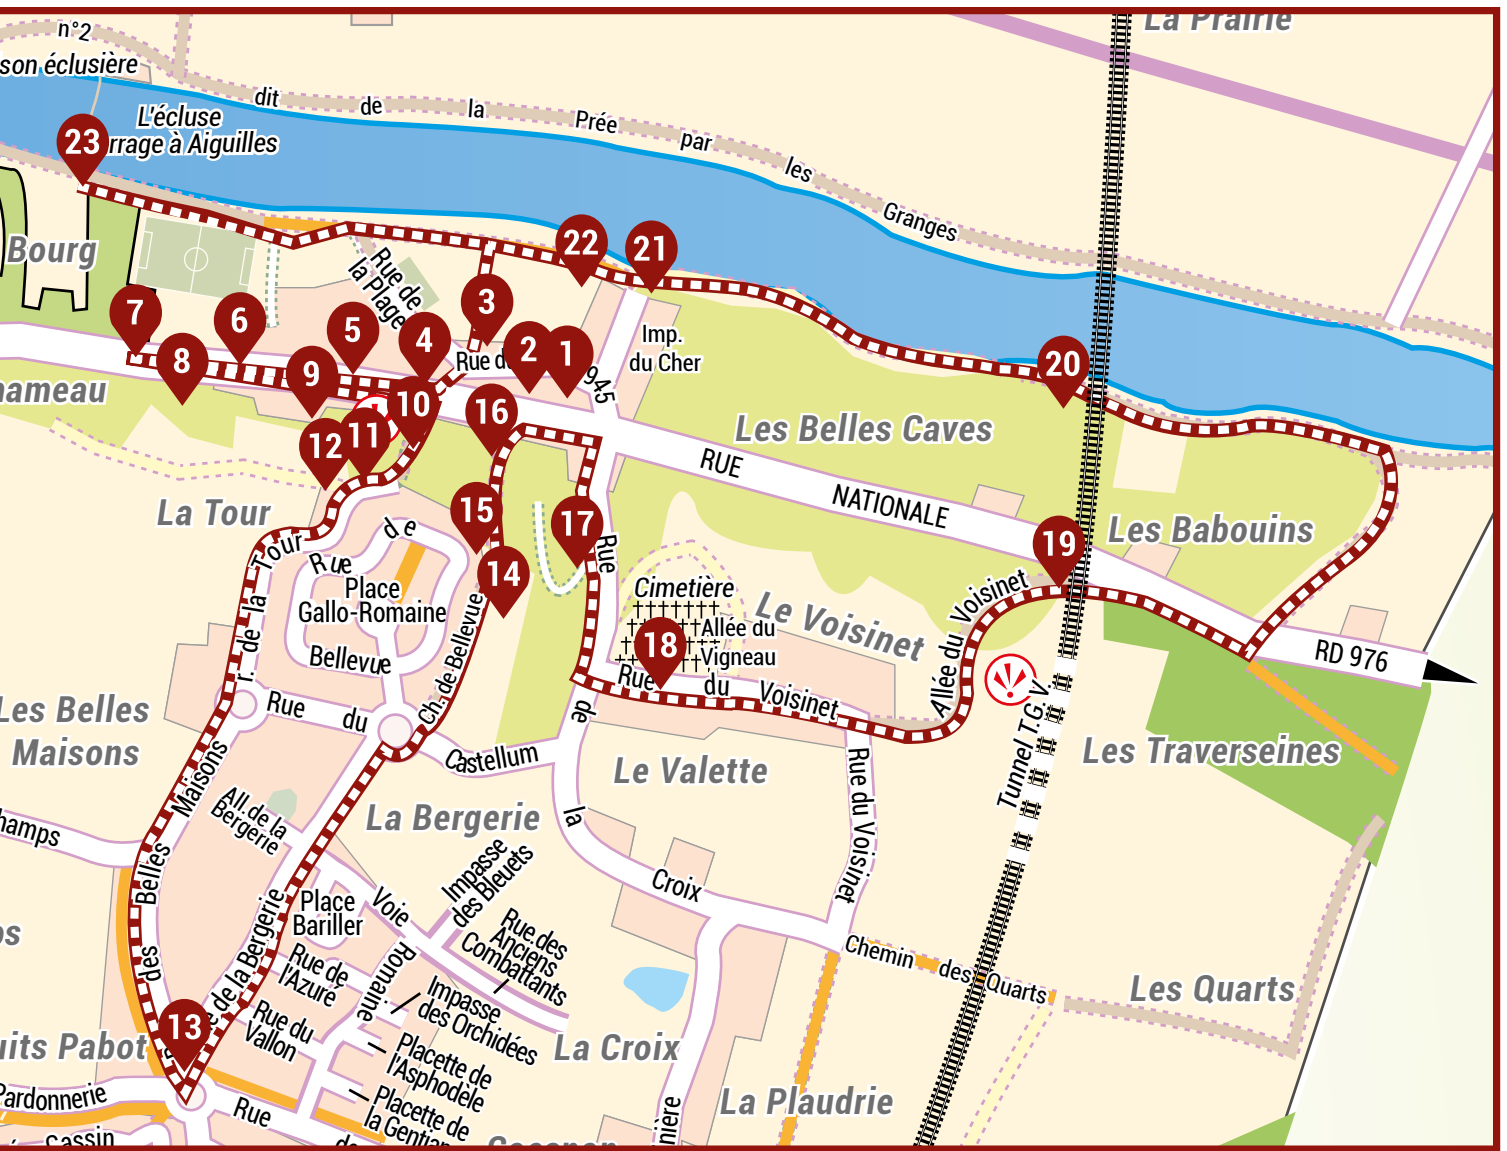 La Prairie
n°2
son éclusière
dit de la Prée par les Granges
L'écluse
rrage à Aiguilles
23
Bourg
22
21
Rue de
la Plage
7
6
5
4
3
2
1
Rue du
945
Imp.
du Cher
8
9
10
20
hameau
12
11
16
Les Belles Caves
RUE NATIONALE
La Tour
15
17
19
Les Babouins
Rue de
Place
Gallo-Romaine
Bellevue
14
Rue de la Croix
Cimetière
Allée du
Vigneau
18
Le Voisinet
Allée du Voisinet
RD 976
r. de la Tour
Ch. de Bellevue
Rue du Voisinet
Les Belles
Maisons
Rue du Castellum
Tunnel T.G.V.
Les Traverseines
Le Valette
Rue du Voisinet
hamps
All. de la
Bergerie
La Bergerie
Impasse
des Bleuets
des Belles Maisons
Place
Bariller
Voie Romaine
Rue des
Anciens
Combattants
Chemin des Quarts
Les Quarts
os
e de la Bergerie
Rue de
l'Azuré
Impasse
des Orchidées
Rue du
Vallon
13
uits Pabot
La Croix
Placette de
l'Asphodèle
Placette de
la Gentian
Pardonnerie
Rue de
La Plaudrie
nière
Cassin